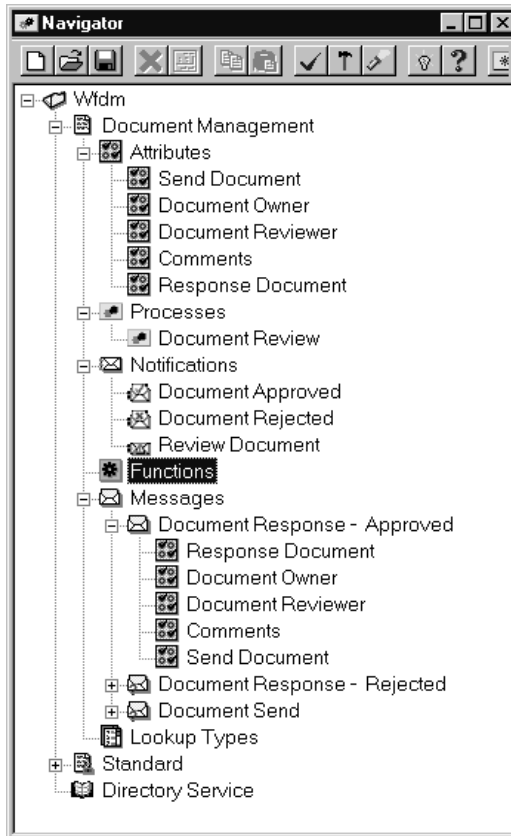 Navigator
Wfdm
Document Management
Attributes
Send Document
Document Owner
Document Reviewer
Comments
Response Document
Processes
Document Review
Notifications
Document Approved
Document Rejected
Review Document
Functions
Messages
Document Response - Approved
Response Document
Document Owner
Document Reviewer
Comments
Send Document
Document Response - Rejected
Document Send
Lookup Types
Standard
Directory Service